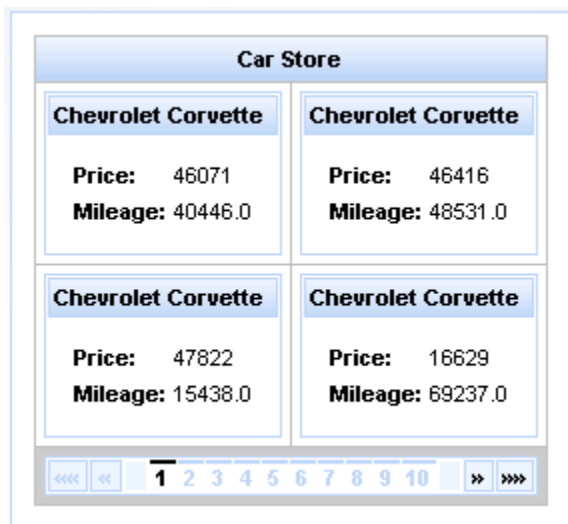 Car Store
Chevrolet Corvette
Price: 46071
Mileage: 40446.0
Chevrolet Corvette
Price: 46416
Mileage: 48531.0
Chevrolet Corvette
Price: 47822
Mileage: 15438.0
Chevrolet Corvette
Price: 16629
Mileage: 69237.0
«« « 1 2 3 4 5 6 7 8 9 10 » »»